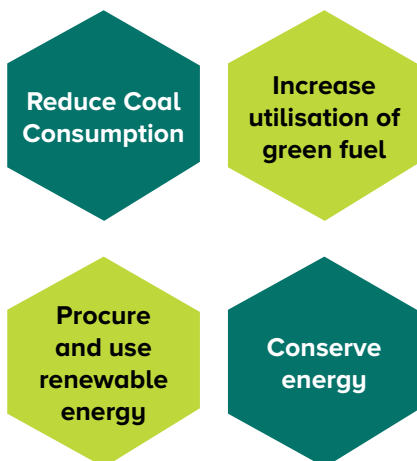 Reduce Coal
Consumption
Increase
utilisation of
green fuel
Procure
and use
renewable
energy
Conserve
energy